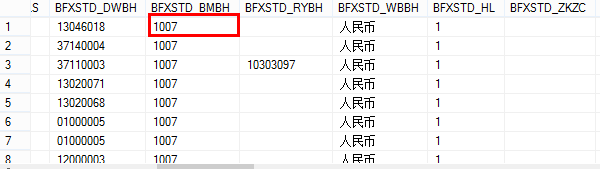 S BFXSTD_DWBH BFXSTD_BMBH BFXSTD_RYBH BFXSTD_WBBH BFXSTD_HL BFXSTD_ZKZC
1 13046018 1007 人民币 1
2 37140004 1007 人民币 1
3 37110003 1007 10303097 人民币 1
4 13020071 1007 人民币 1
5 13020068 1007 人民币 1
6 01000005 1007 人民币 1
7 01000005 1007 人民币 1
8 12000003 1007 人民币 1